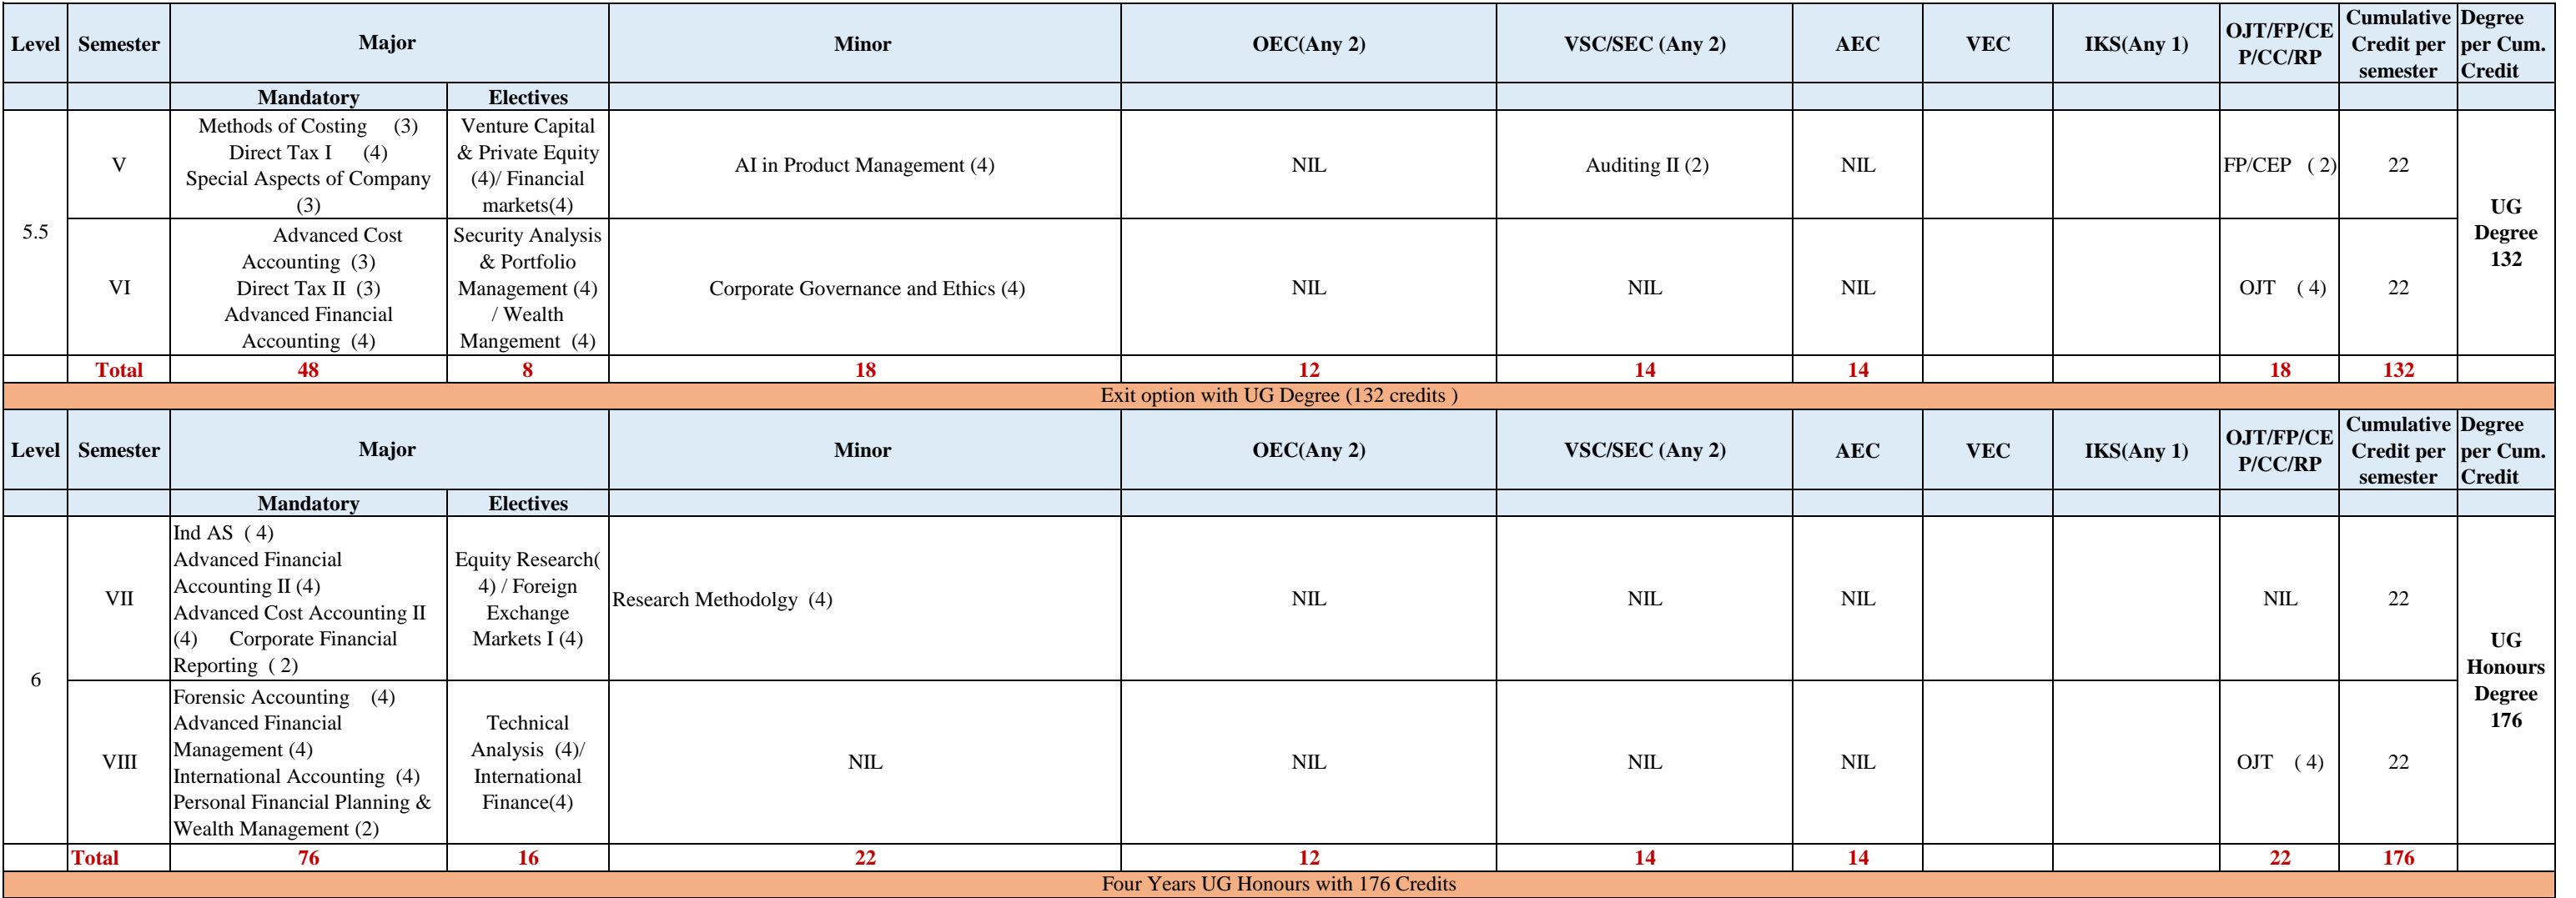 Level Semester Major Minor OEC(Any 2) VSC/SEC (Any 2) AEC VEC IKS(Any 1) OJT/FP/CE P/CC/RP Cumulative Credit per semester Degree per Cum. Credit
Mandatory Electives
5.5
V
Methods of Costing (3)
Direct Tax I (4)
Special Aspects of Company
(3)
Venture Capital
& Private Equity
(4)/ Financial
markets(4)
AI in Product Management (4)
NIL
Auditing II (2)
NIL
FP/CEP ( 2)
22
UG
Degree
132
VI
Advanced Cost
Accounting (3)
Direct Tax II (3)
Advanced Financial
Accounting (4)
Security Analysis
& Portfolio
Management (4)
/ Wealth
Mangement (4)
Corporate Governance and Ethics (4)
NIL
NIL
NIL
OJT ( 4)
22
Total 48 8 18 12 14 14 18 132
Exit option with UG Degree (132 credits )
Level Semester Major Minor OEC(Any 2) VSC/SEC (Any 2) AEC VEC IKS(Any 1) OJT/FP/CE P/CC/RP Cumulative Credit per semester Degree per Cum. Credit
Mandatory Electives
6
VII
Ind AS ( 4)
Advanced Financial
Accounting II (4)
Advanced Cost Accounting II
(4) Corporate Financial
Reporting ( 2)
Equity Research(
4) / Foreign
Exchange
Markets I (4)
Research Methodolgy (4)
NIL
NIL
NIL
NIL
22
UG
Honours
Degree
176
VIII
Forensic Accounting (4)
Advanced Financial
Management (4)
International Accounting (4)
Personal Financial Planning &
Wealth Management (2)
Technical
Analysis (4)/
International
Finance(4)
NIL
NIL
NIL
NIL
OJT ( 4)
22
Total 76 16 22 12 14 14 22 176
Four Years UG Honours with 176 Credits